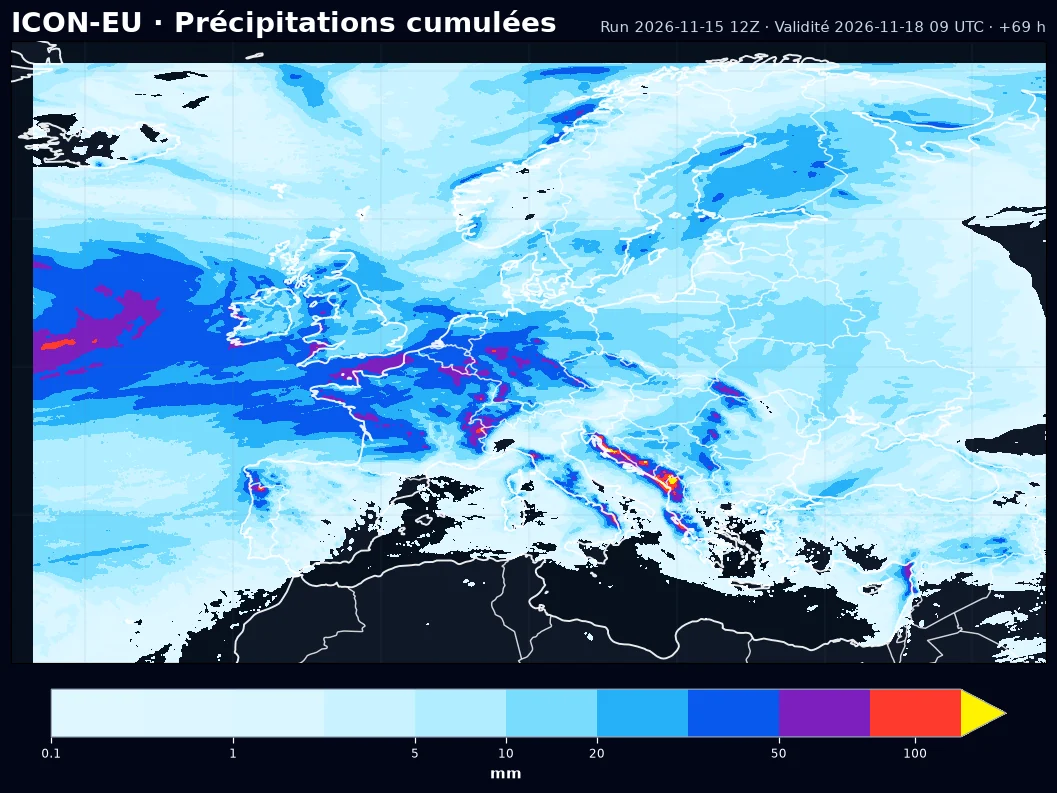 ICON-EU · Précipitations cumulées
Run 2026-11-15 12Z · Validité 2026-11-18 09 UTC · +69 h
0.1 1 5 10 20 50 100
mm